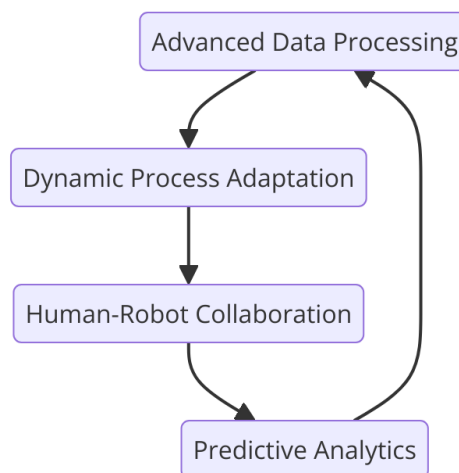 Advanced Data Processing
Dynamic Process Adaptation
Human-Robot Collaboration
Predictive Analytics